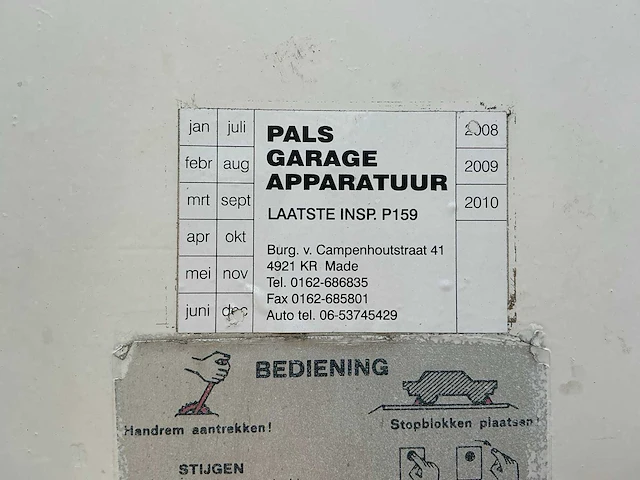 jan juli
febr aug
mrt sept
apr okt
mei nov
juni dec
PALS
GARAGE
APPARATUUR
LAATSTE INSP. P159
Burg. v. Campenhoutstraat 41
4921 KR Made
Tel. 0162-686835
Fax 0162-685801
Auto tel. 06-53745429
2008
2009
2010
BEDIENING
Handrem aantrekken!
Stopblokken plaatsen!
STIJGEN